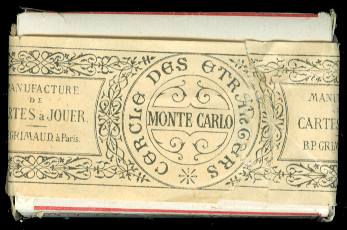 MANUFACTURE
DE
CARTES à JOUER.
B.P. GRIMAUD. à Paris.
CERCLE DES ETRANGERS
MONTE CARLO
MANU
CARTES
B.P GRIM